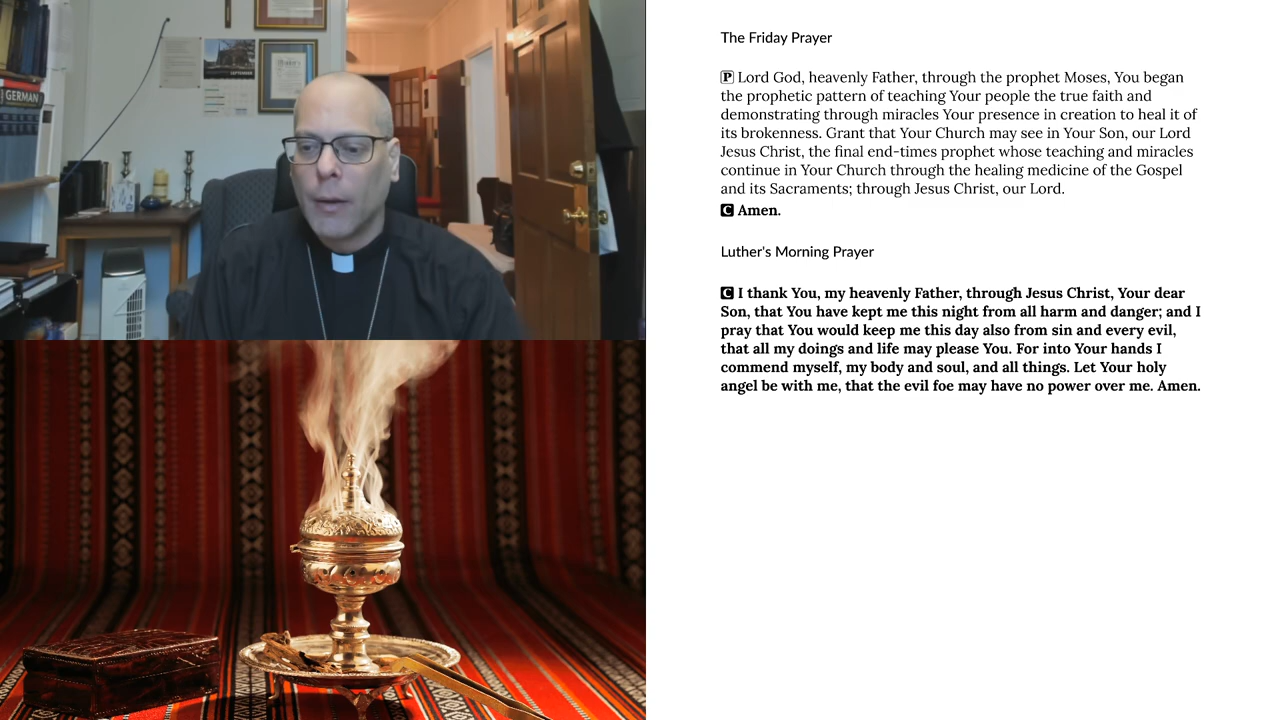 GERMAN
SEPTEMBER
The Friday Prayer
P Lord God, heavenly Father, through the prophet Moses, You began
the prophetic pattern of teaching Your people the true faith and
demonstrating through miracles Your presence in creation to heal it of
its brokenness. Grant that Your Church may see in Your Son, our Lord
Jesus Christ, the final end-times prophet whose teaching and miracles
continue in Your Church through the healing medicine of the Gospel
and its Sacraments; through Jesus Christ, our Lord.
C Amen.
Luther's Morning Prayer
C I thank You, my heavenly Father, through Jesus Christ, Your dear
Son, that You have kept me this night from all harm and danger; and I
pray that You would keep me this day also from sin and every evil,
that all my doings and life may please You. For into Your hands I
commend myself, my body and soul, and all things. Let Your holy
angel be with me, that the evil foe may have no power over me. Amen.